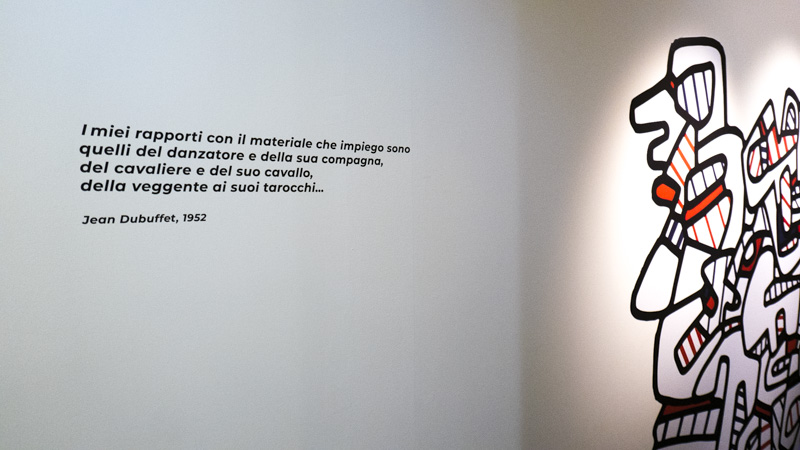 I miei rapporti con il materiale che impiego sono
quelli del danzatore e della sua compagna,
del cavaliere e del suo cavallo,
della veggente ai suoi tarocchi...
Jean Dubuffet, 1952